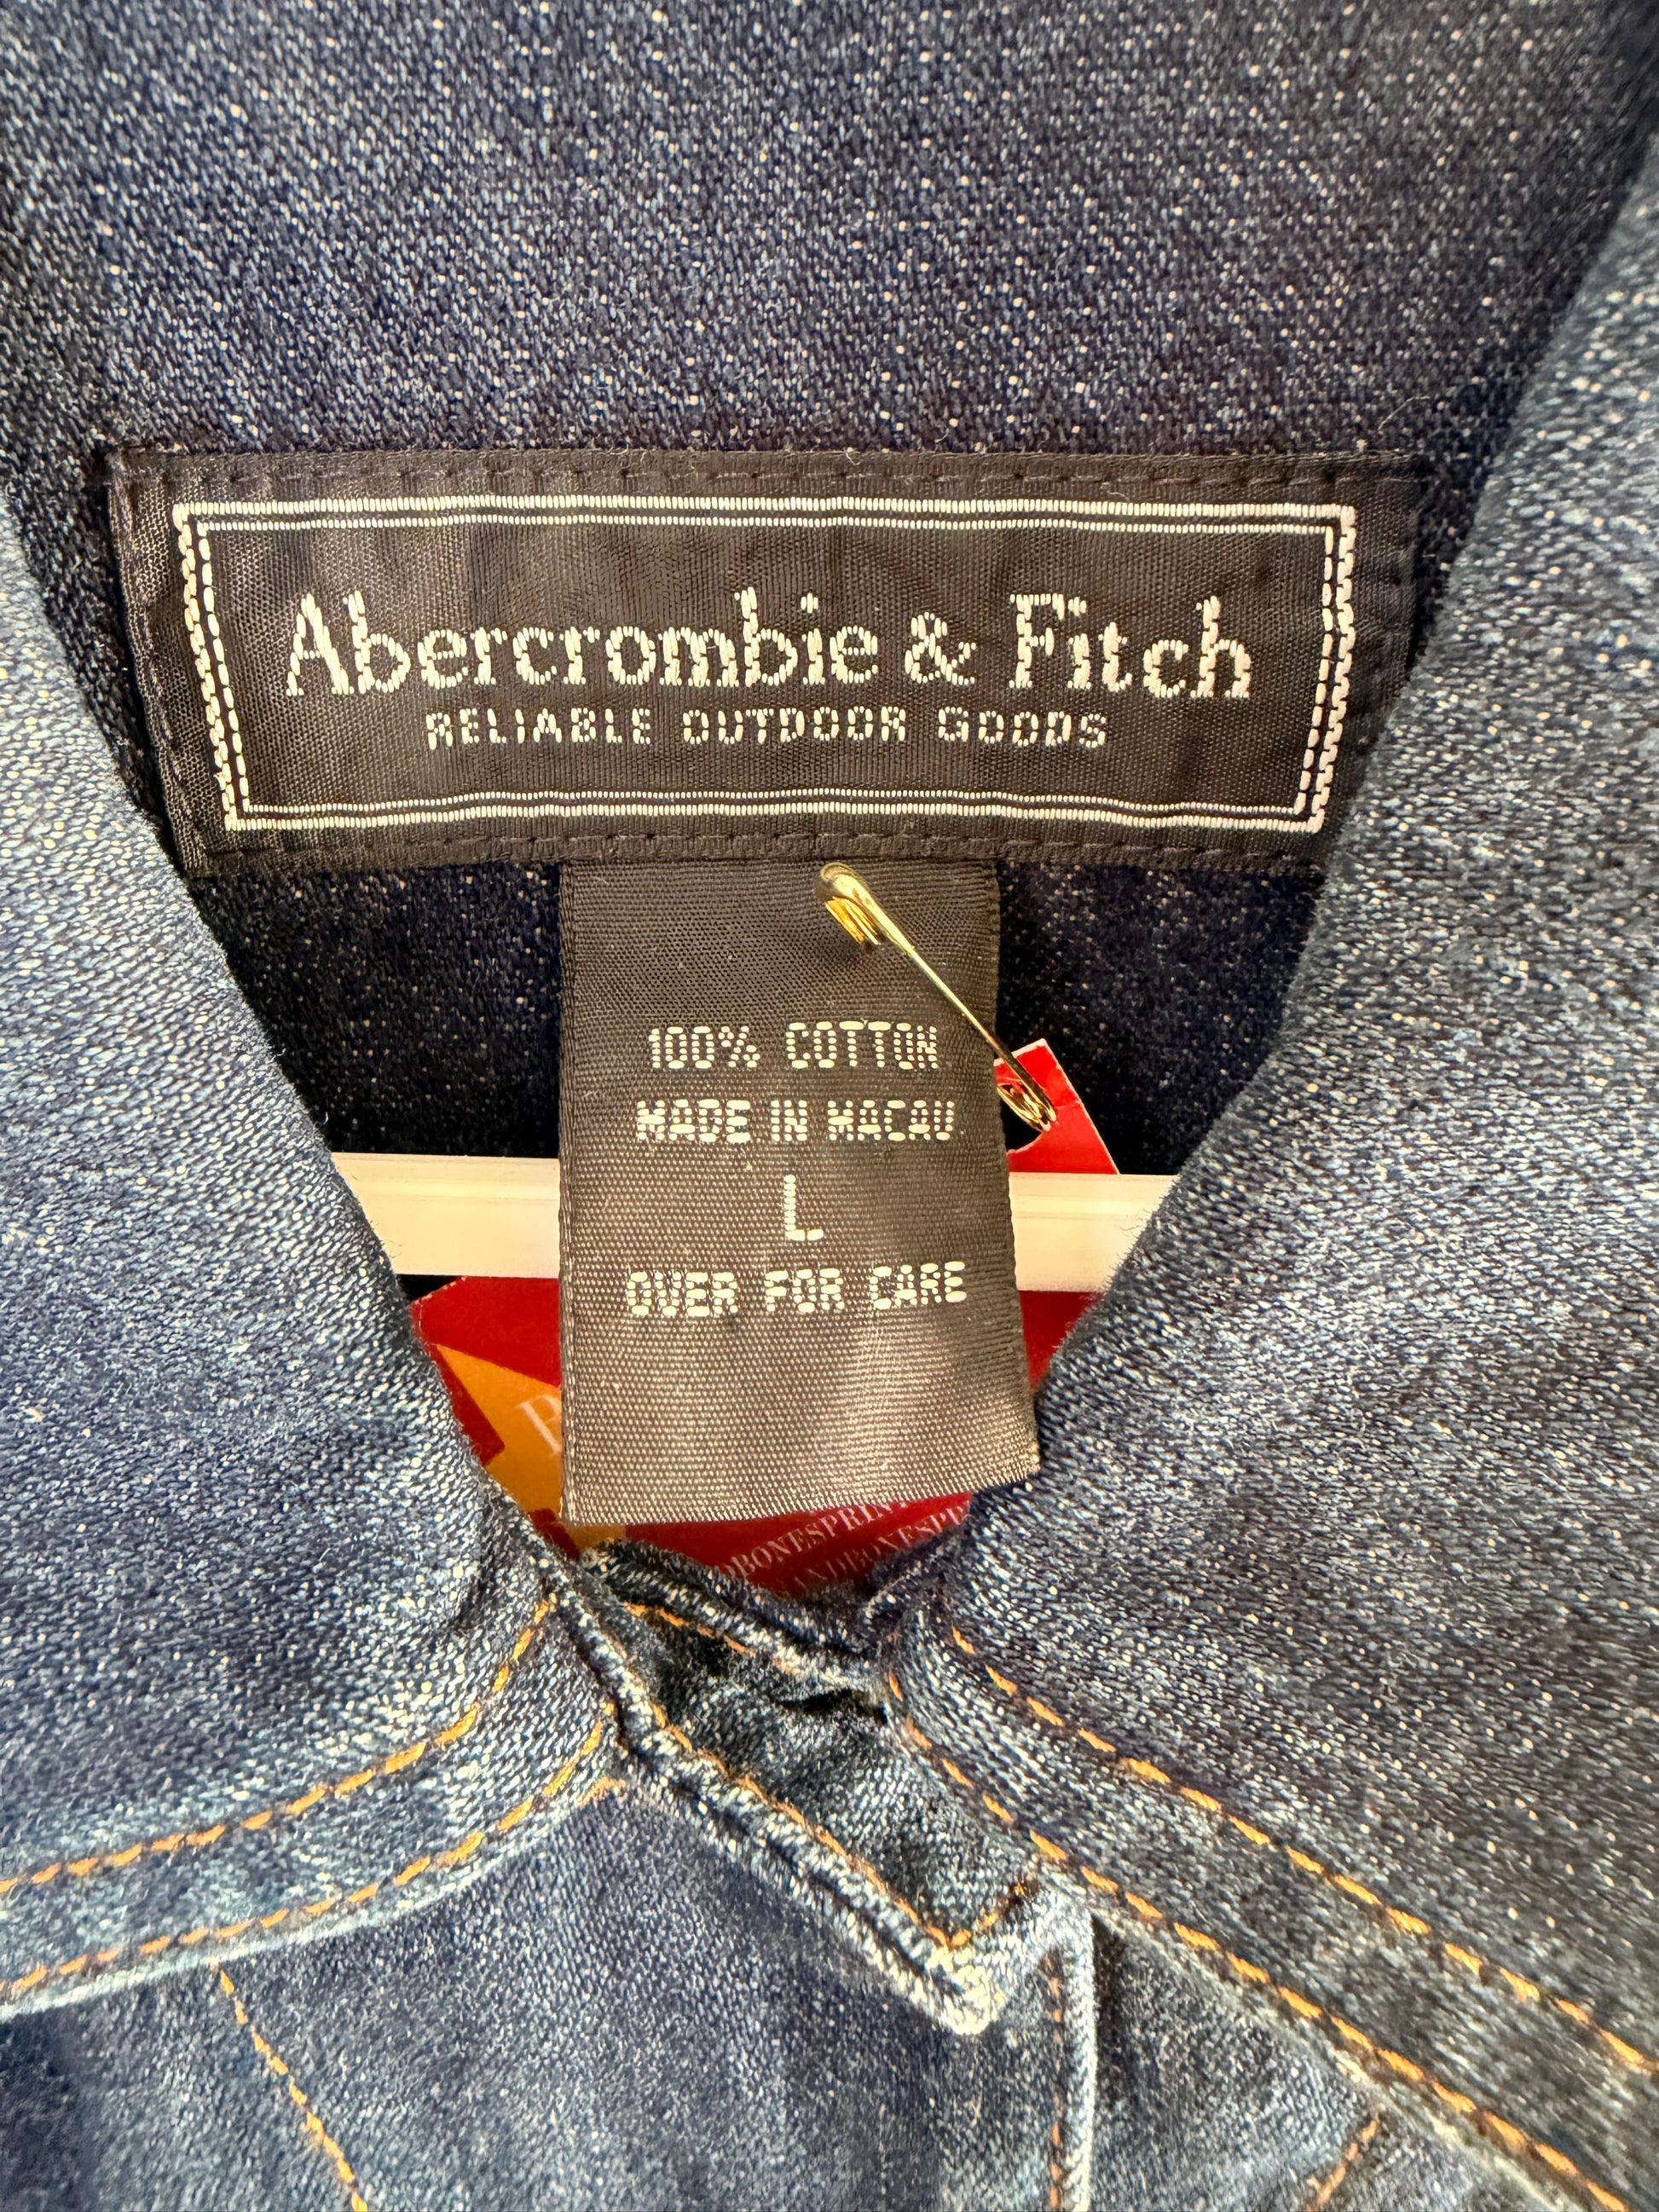 Abercrombie & Fitch
RELIABLE OUTDOOR GOODS
100% COTTON
MADE IN MACAU
L
OVER FOR CARE